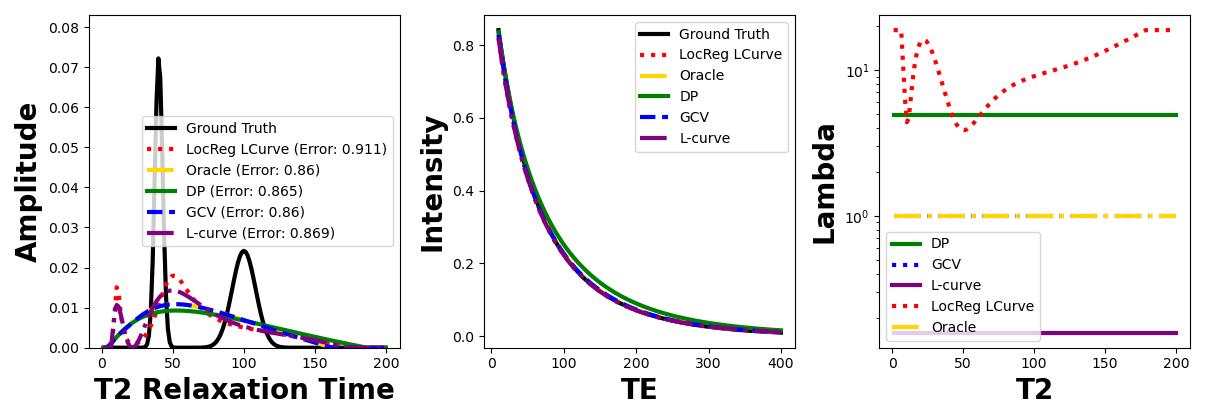 Amplitude
0.08
0.07
0.06
0.05
0.04
0.03
0.02
0.01
0.00
Ground Truth
LocReg LCurve (Error: 0.911)
Oracle (Error: 0.86)
DP (Error: 0.865)
GCV (Error: 0.86)
L-curve (Error: 0.869)
0 50 100 150 200
T2 Relaxation Time
Intensity
0.8
0.6
0.4
0.2
0.0
Ground Truth
LocReg LCurve
Oracle
DP
GCV
L-curve
0 100 200 300 400
TE
Lambda
10¹
10⁰
DP
GCV
L-curve
LocReg LCurve
Oracle
0 50 100 150 200
T2